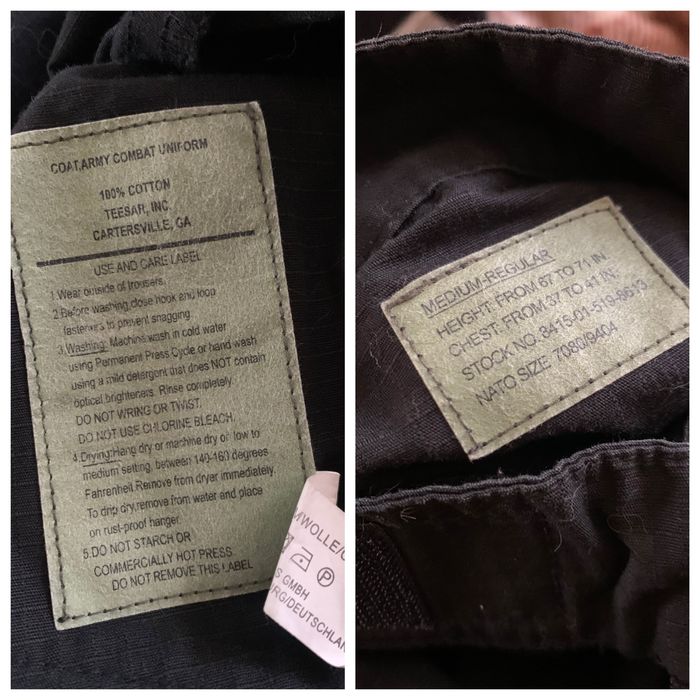 COAT,ARMY COMBAT UNIFORM
100% COTTON
TEESAR, INC.
CARTERSVILLE, GA
USE AND CARE LABEL
1.Wear outside of trousers.
2.Before washing,close hook and loop
fasteners to prevent snagging.
3.Washing: Machins wash in cold water
using Permanent Press Cycle or hand wash
using a mild detergent that does NOT contain
optical brighteners. Rinse completely.
DO NOT WRING OR TWIST.
DO NOT USE CHLORINE BLEACH.
4.Drying:Hang dry or machine dry on low to
medium setting, between 140-160 degrees
Fahrenheil.Remove from dryer immediately.
To drip dry,remove from water and place
on rust-proof hanger.
5.DO NOT STARCH OR
COMMERCIALLY HOT PRESS
DO NOT REMOVE THIS LABEL
MWOLLE/C
P
S GMBH
RG/DEUTSCHLAN
MEDIUM-REGULAR
HEIGHT: FROM 67 TO 71 IN.
CHEST: FROM 37 TO 41 IN.
STOCK NO. 8415-01-519-8613
NATO SIZE: 7080/9404